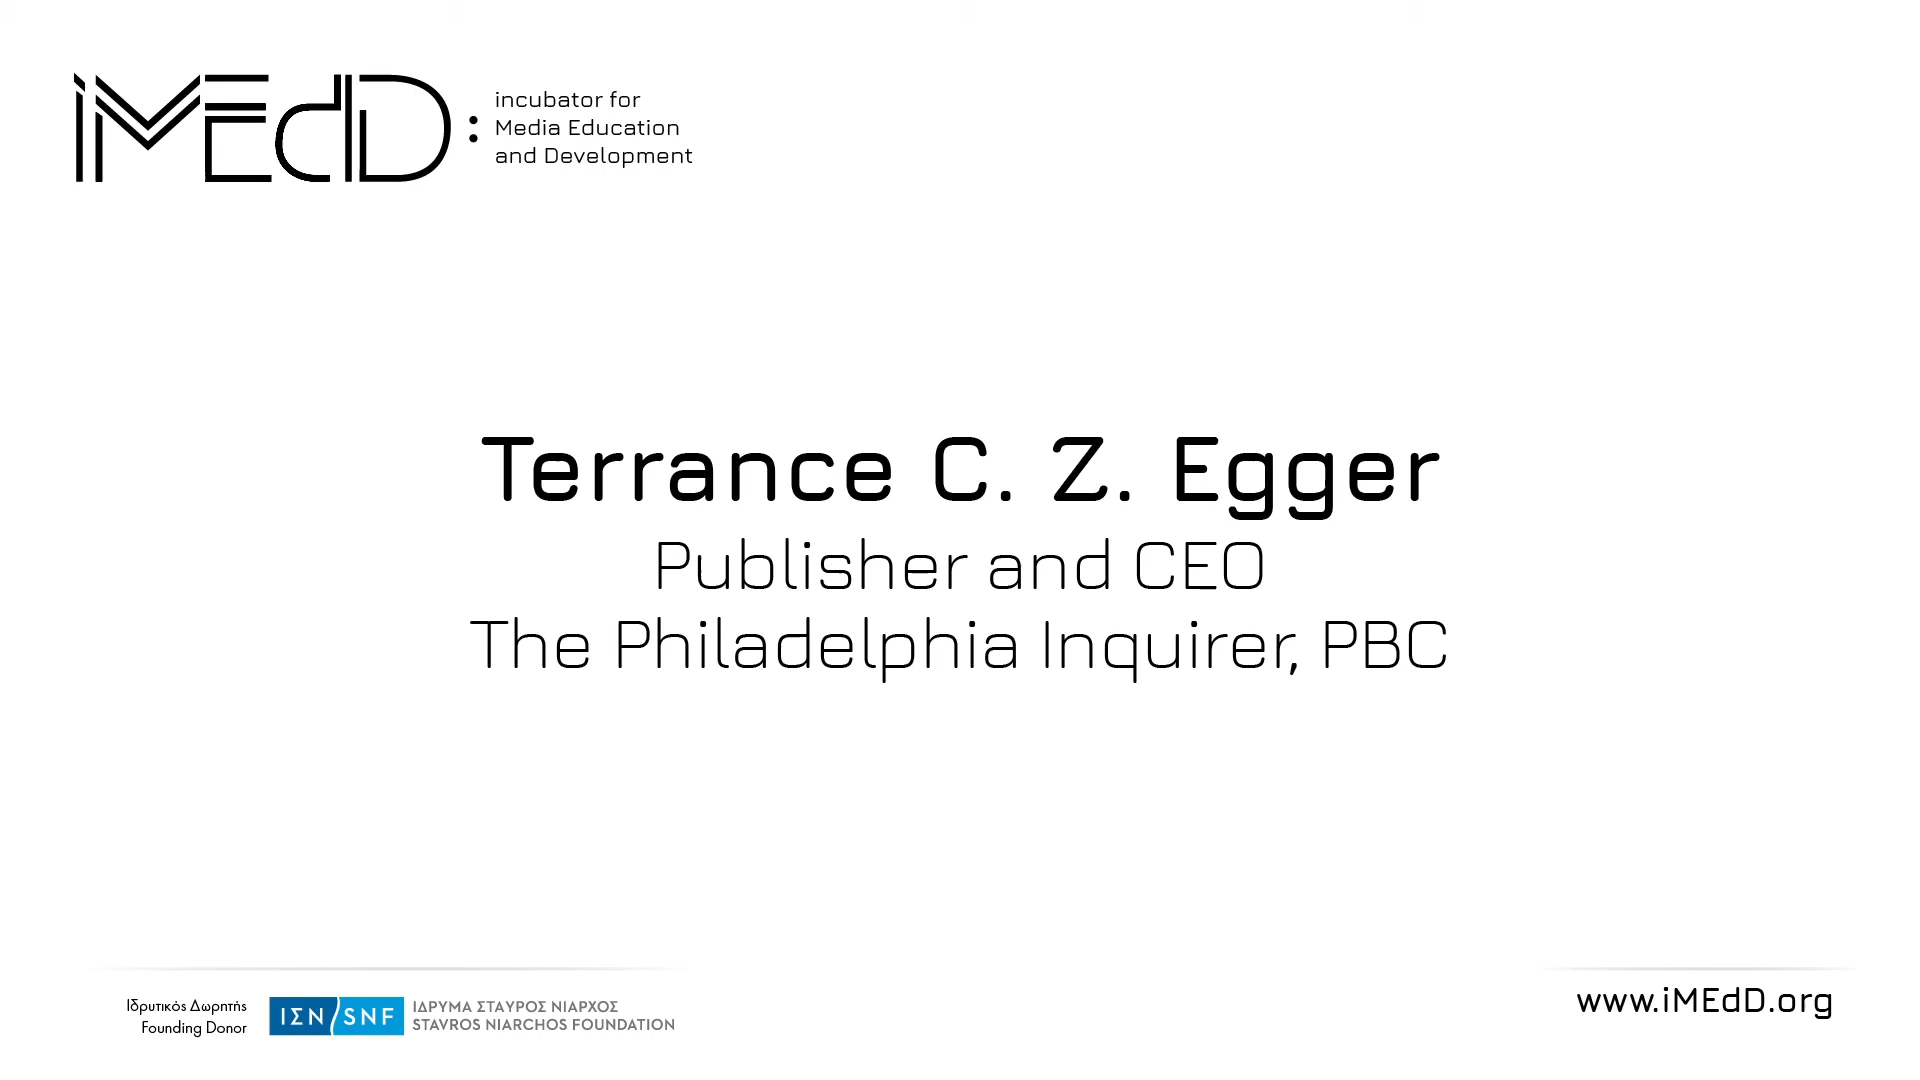 iMEdD:
incubator for
Media Education
and Development
Terrance C. Z. Egger
Publisher and CEO
The Philadelphia Inquirer, PBC
Ιδρυτικός Δωρητής
Founding Donor
ΙΣΝ/SNF
ΙΔΡΥΜΑ ΣΤΑΥΡΟΣ ΝΙΑΡΧΟΣ
STAVROS NIARCHOS FOUNDATION
www.iMEdD.org